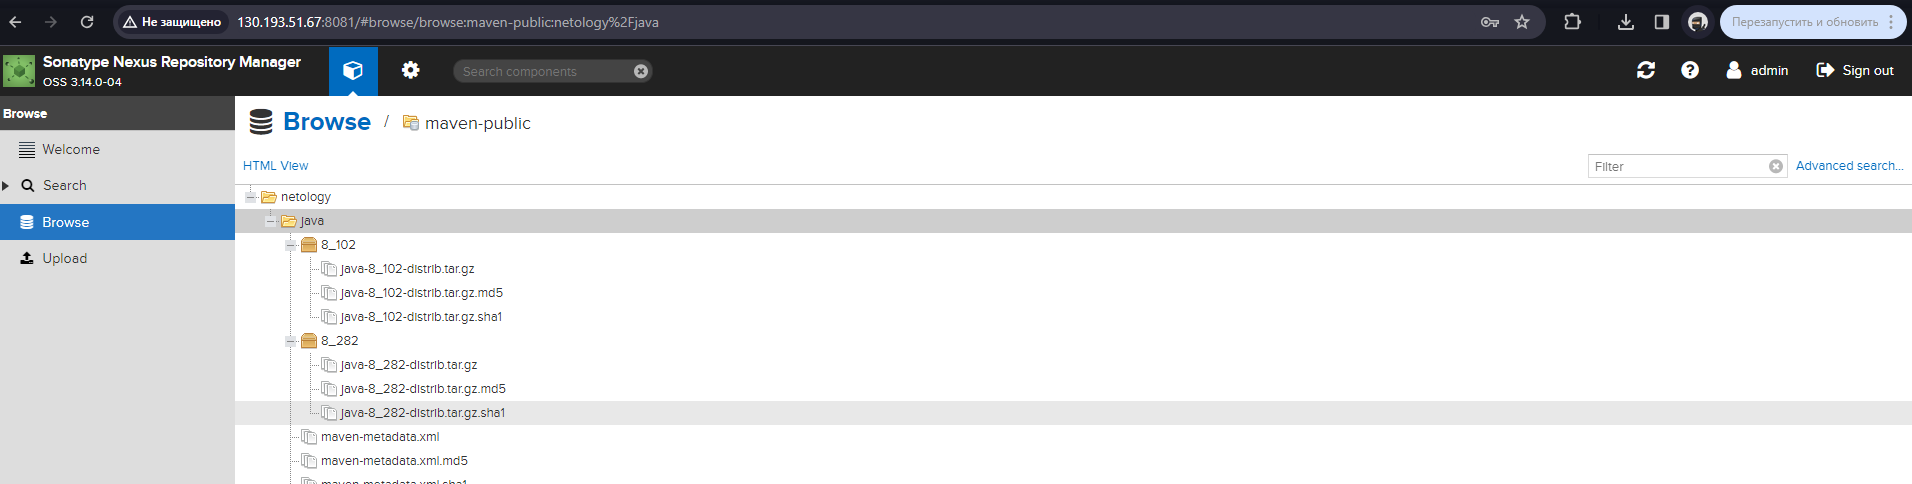 Не защищено 130.193.51.67:8081/#browse/browse:maven-public:netology%2Fjava Перезапустить и обновить
Sonatype Nexus Repository Manager
OSS 3.14.0-04
Search components
admin
Sign out
Browse
Welcome
Search
Browse
Upload
Browse / maven-public
HTML View
Filter
Advanced search...
netology
java
8_102
java-8_102-distrib.tar.gz
java-8_102-distrib.tar.gz.md5
java-8_102-distrib.tar.gz.sha1
8_282
java-8_282-distrib.tar.gz
java-8_282-distrib.tar.gz.md5
java-8_282-distrib.tar.gz.sha1
maven-metadata.xml
maven-metadata.xml.md5
maven-metadata.xml.sha1